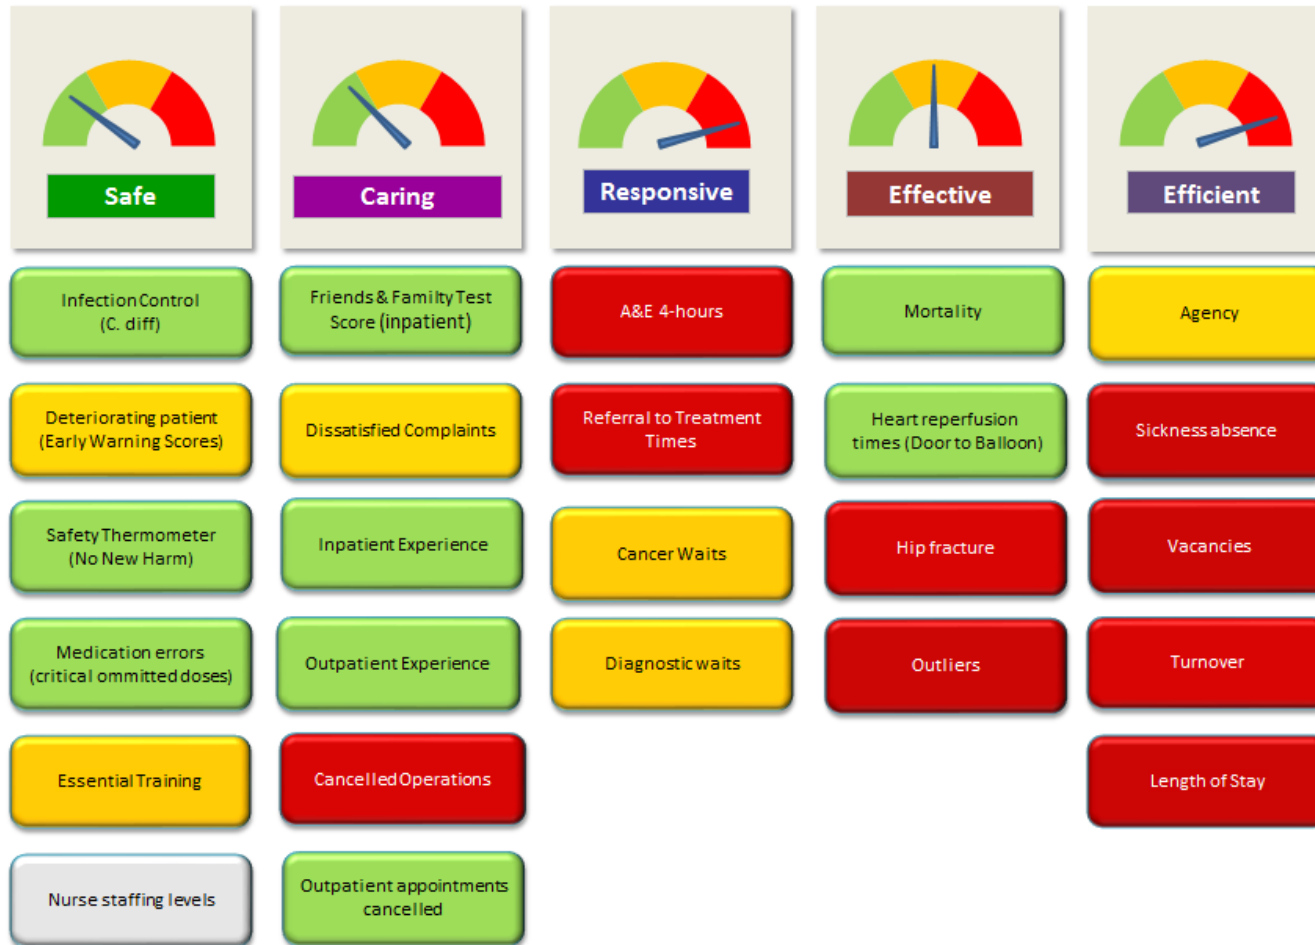 Safe
Caring
Responsive
Effective
Efficient
Infection Control
(C. diff)
Friends & Familty Test
Score (inpatient)
A&E 4-hours
Mortality
Agency
Deteriorating patient
(Early Warning Scores)
Dissatisfied Complaints
Referral to Treatment
Times
Heart reperfusion
times (Door to Balloon)
Sickness absence
Safety Thermometer
(No New Harm)
Inpatient Experience
Cancer Waits
Hip fracture
Vacancies
Medication errors
(critical ommitted doses)
Outpatient Experience
Diagnostic waits
Outliers
Turnover
Essential Training
Cancelled Operations
Length of Stay
Nurse staffing levels
Outpatient appointments
cancelled